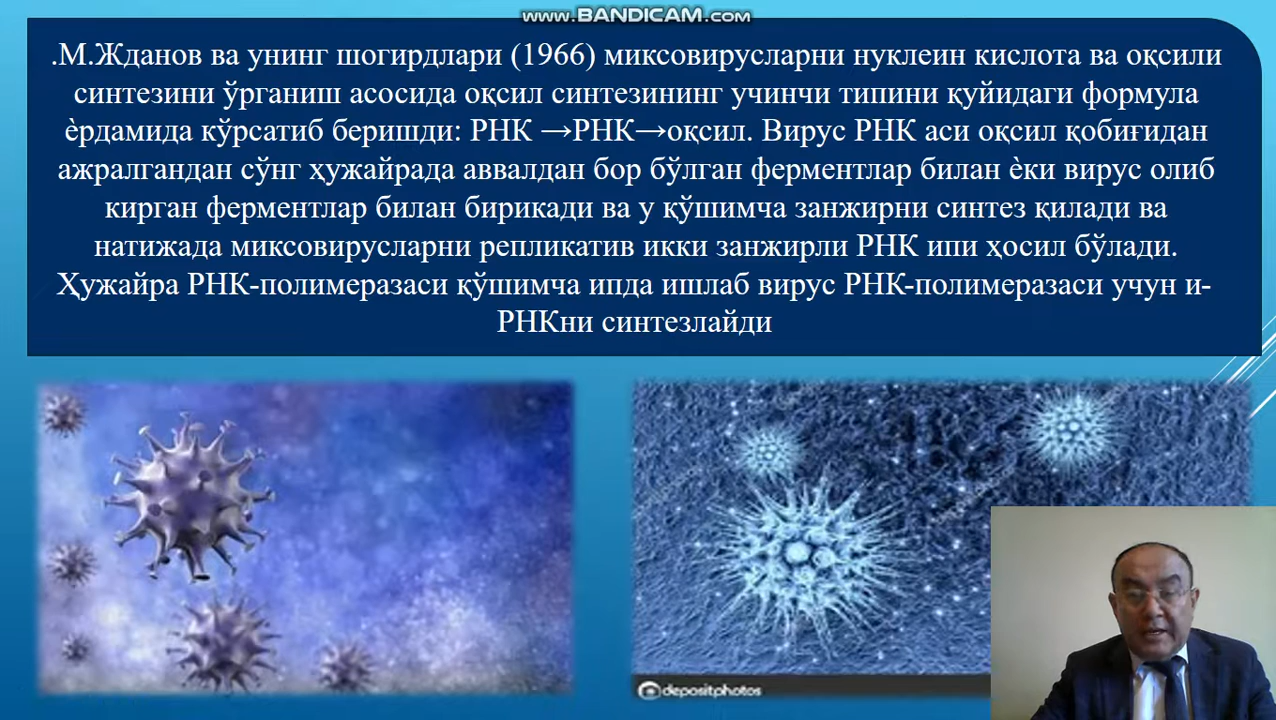 www.BANDICAM.com
.М.Жданов ва унинг шогирдлари (1966) миксовирусларни нуклеин кислота ва оқсили
синтезини ўрганиш асосида оқсил синтезининг учинчи типини қуйидаги формула
ѐрдамида кўрсатиб беришди: РНК →РНК→оқсил. Вирус РНК аси оқсил қобиғидан
ажралгандан сўнг ҳужайрада аввалдан бор бўлган ферментлар билан ѐки вирус олиб
кирган ферментлар билан бирикади ва у қўшимча занжирни синтез қилади ва
натижада миксовирусларни репликатив икки занжирли РНК ипи ҳосил бўлади.
Ҳужайра РНК-полимеразаси қўшимча ипда ишлаб вирус РНК-полимеразаси учун и-
РНКни синтезлайди
depositphotos